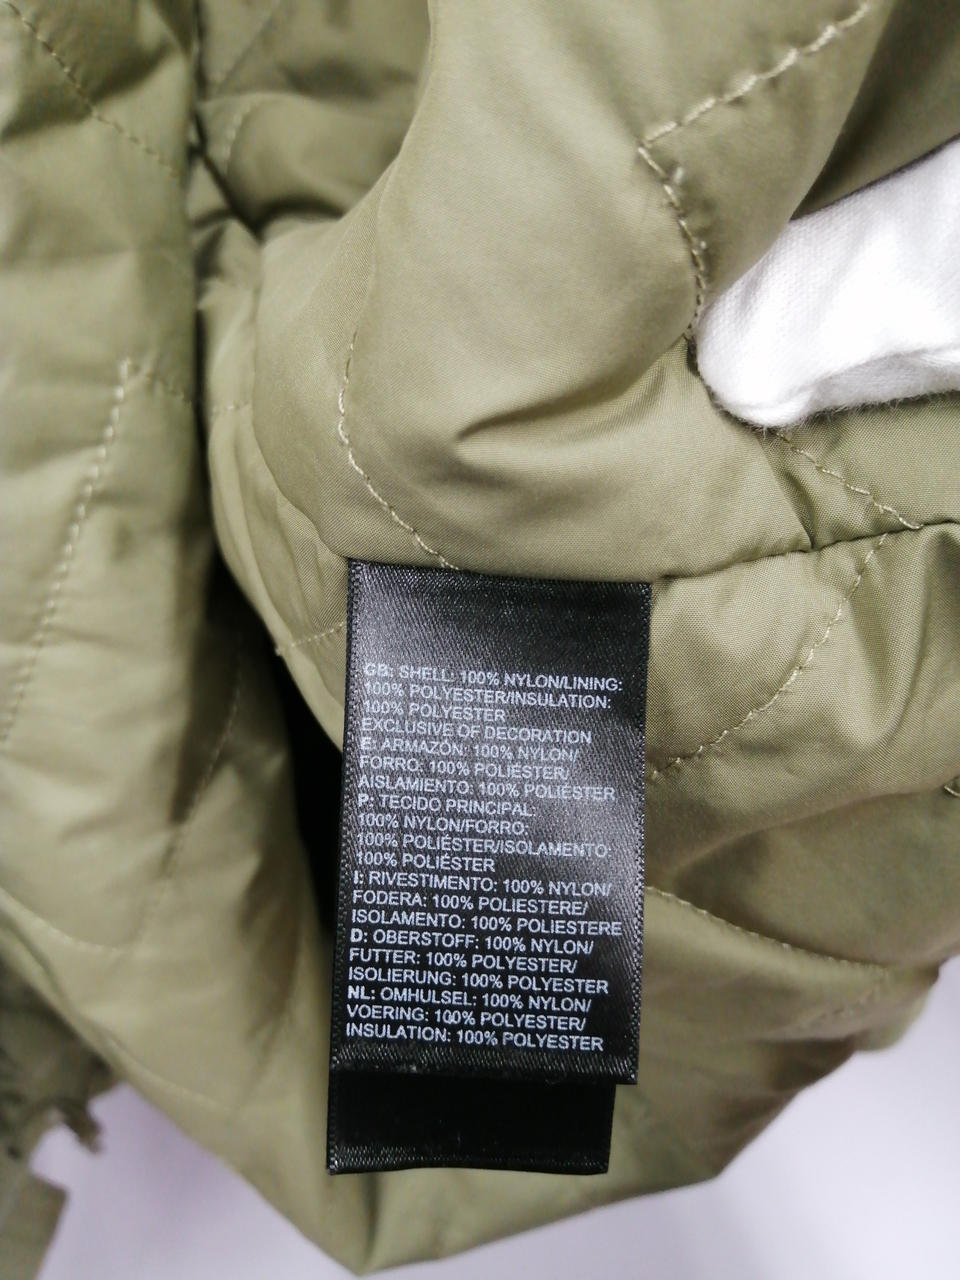 GB: SHELL: 100% NYLON/LINING:
100% POLYESTER/INSULATION:
100% POLYESTER
EXCLUSIVE OF DECORATION
E: ARMAZÓN: 100% NYLON/
FORRO: 100% POLIÉSTER/
AISLAMIENTO: 100% POLIÉSTER
P: TECIDO PRINCIPAL:
100% NYLON/FORRO:
100% POLIÉSTER/ISOLAMENTO:
100% POLIÉSTER
I: RIVESTIMENTO: 100% NYLON/
FODERA: 100% POLIESTERE/
ISOLAMENTO: 100% POLIESTERE
D: OBERSTOFF: 100% NYLON/
FUTTER: 100% POLYESTER/
ISOLIERUNG: 100% POLYESTER
NL: OMHULSEL: 100% NYLON/
VOERING: 100% POLYESTER/
INSULATION: 100% POLYESTER